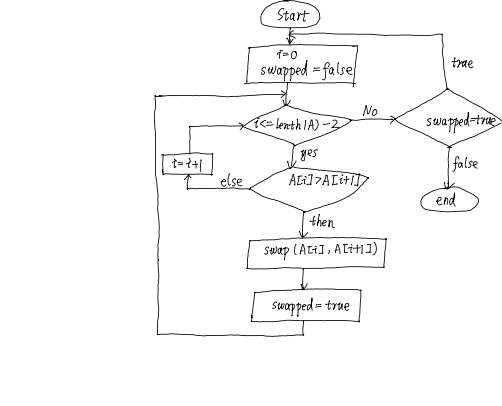 Start
i=0
swapped=false
true
i<=lenth(A)-2
No
swapped=true
yes
i=i+1
else
A[i]>A[i+1]
false
end
then
swap(A[i],A[i+1])
swapped=true